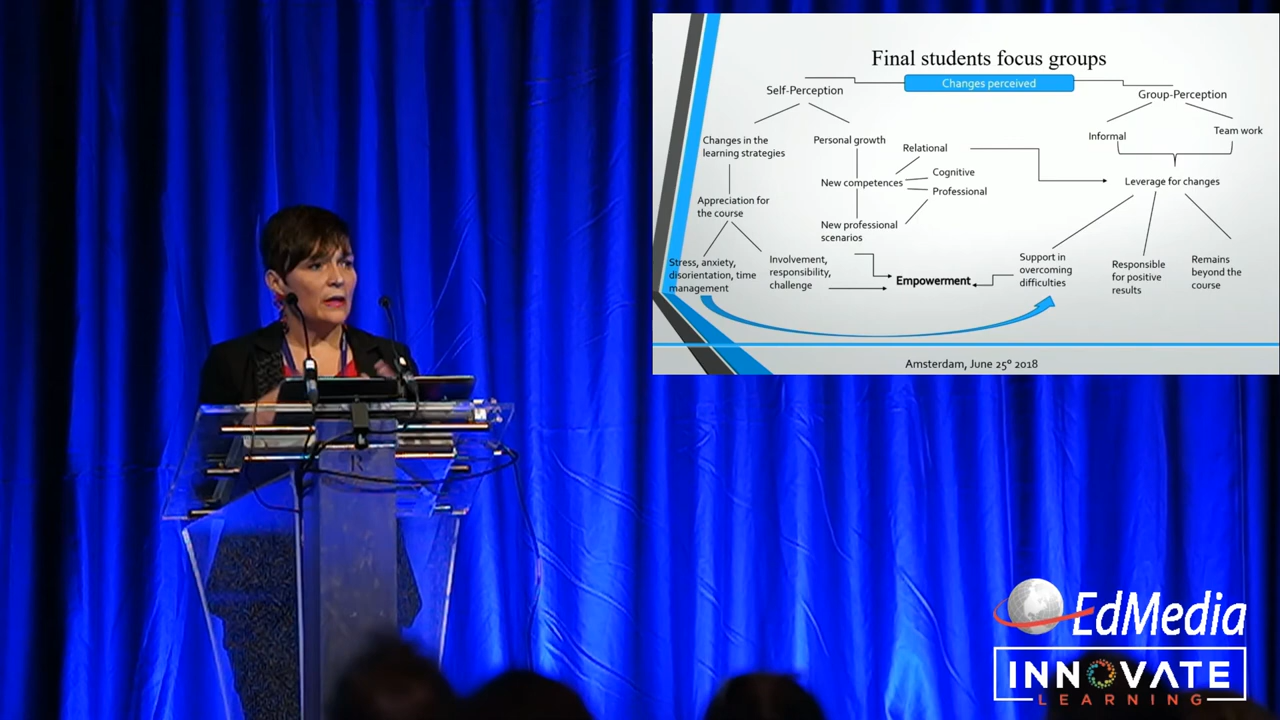 Final students focus groups
Changes perceived
Self-Perception
Group-Perception
Changes in the
learning strategies
Personal growth
Relational
Informal
Team work
New competences
Cognitive
Professional
Leverage for changes
Appreciation for
the course
New professional
scenarios
Stress, anxiety,
disorientation, time
management
Involvement,
responsibility,
challenge
Empowerment
Support in
overcoming
difficulties
Responsible
for positive
results
Remains
beyond the
course
Amsterdam, June 25º 2018
R
EdMedia
INNOVATE
LEARNING